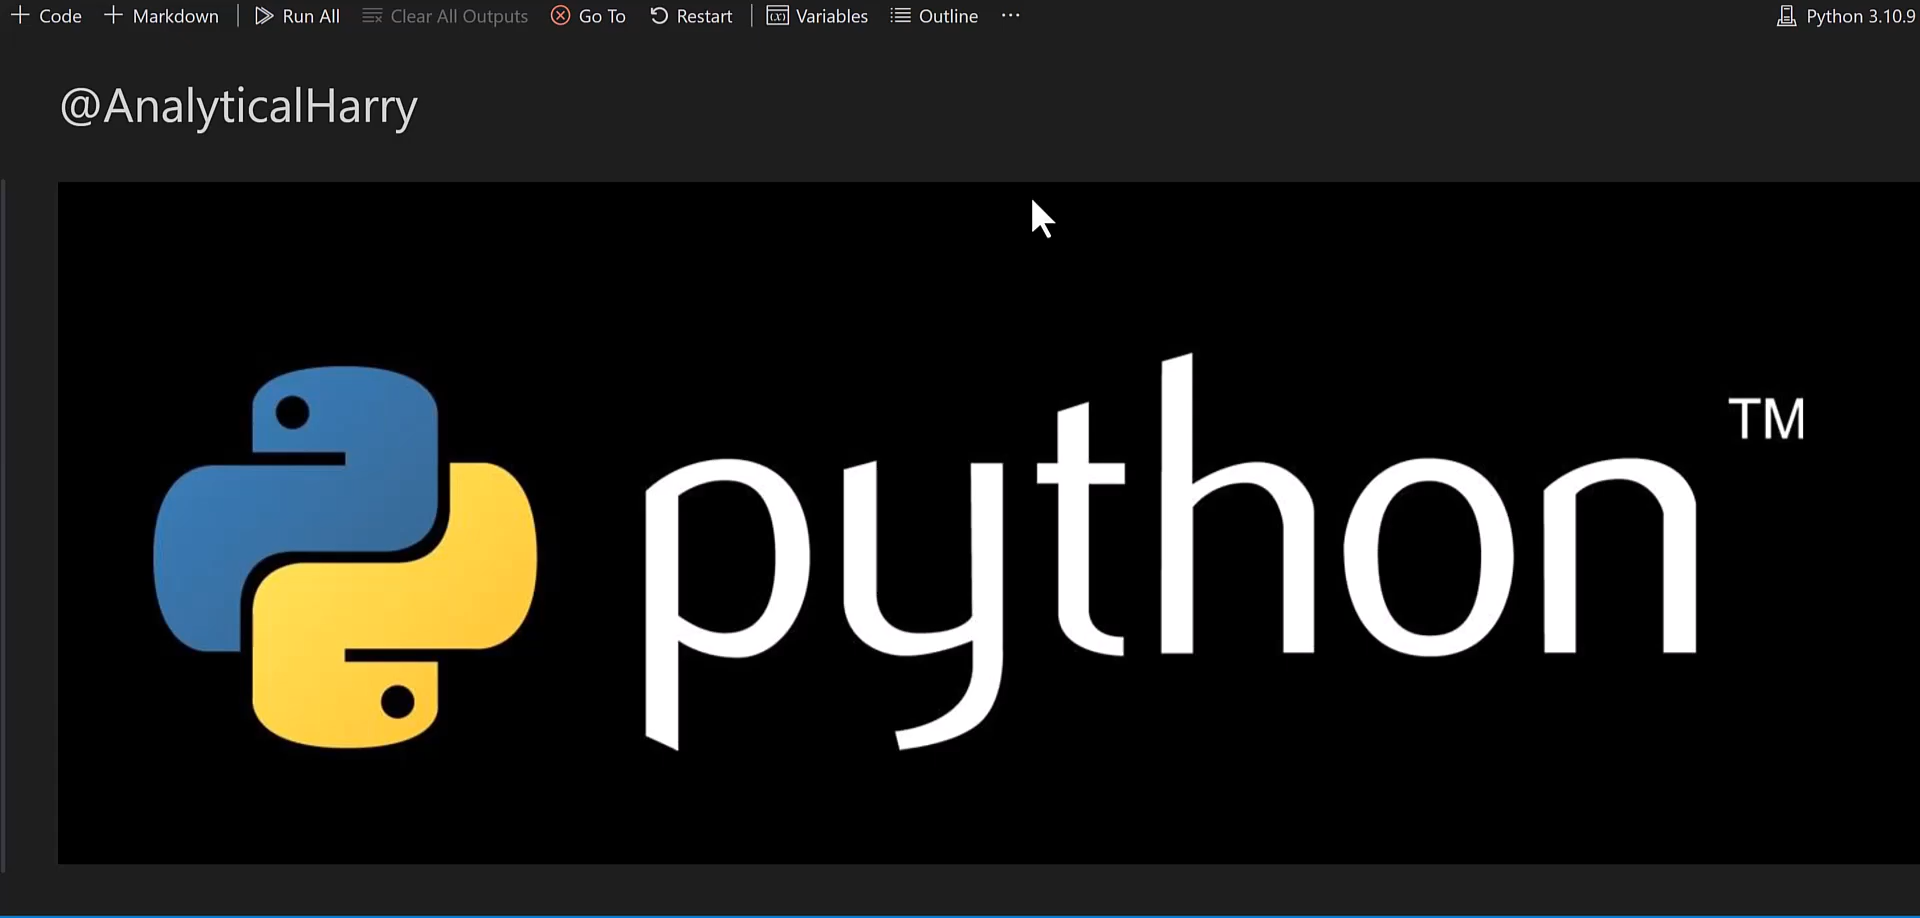 Code Markdown Run All Clear All Outputs Go To Restart Variables Outline ... Python 3.10.9
@AnalyticalHarry
python TM